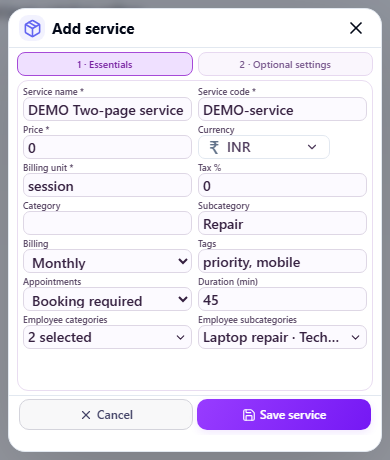 Add service
1 · Essentials
2 · Optional settings
Service name *
Service code *
DEMO Two-page service
DEMO-service
Price *
Currency
0
₹ INR
Billing unit *
Tax %
session
0
Category
Subcategory
Repair
Billing
Tags
Monthly
priority, mobile
Appointments
Duration (min)
Booking required
45
Employee categories
Employee subcategories
2 selected
Laptop repair · Tech...
Cancel
Save service